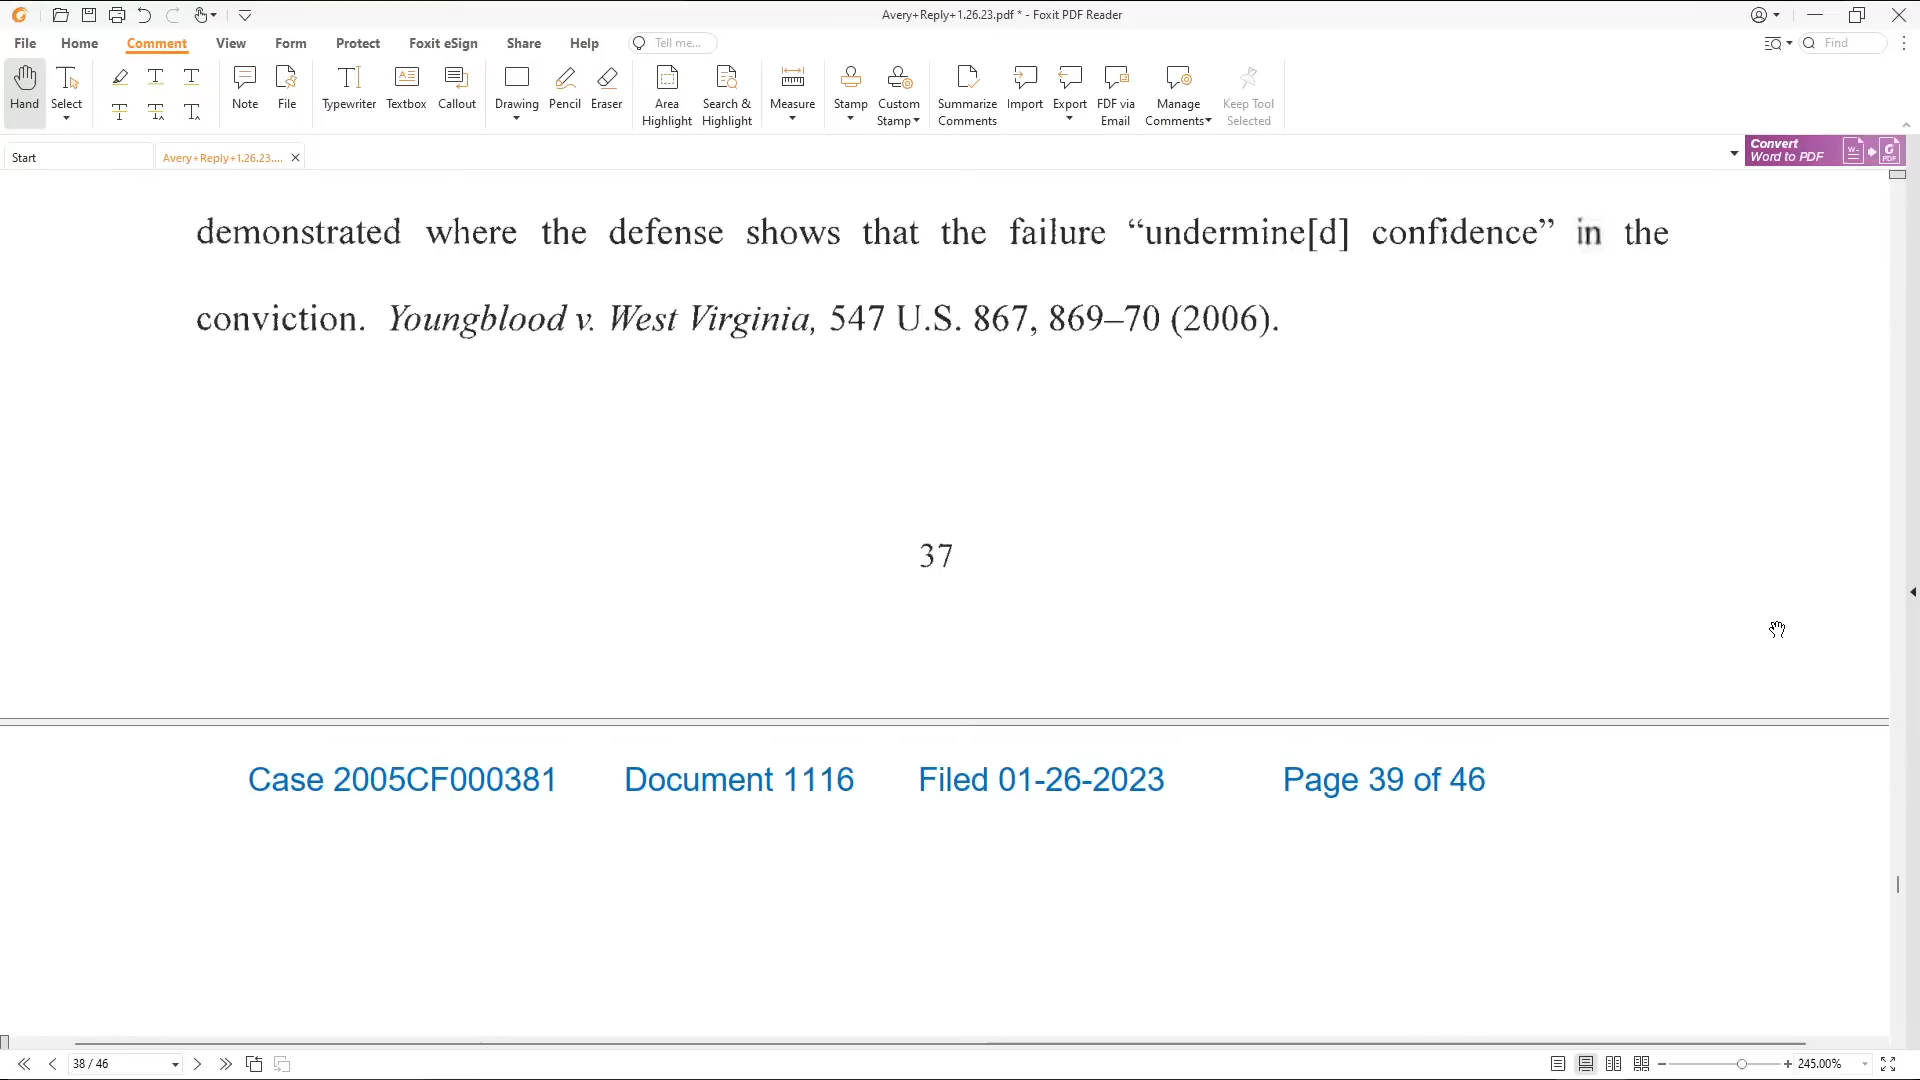 Avery+Reply+1.26.23.pdf * - Foxit PDF Reader
File Home Comment View Form Protect Foxit eSign Share Help Tell me... Find
Hand Select Note File Typewriter Textbox Callout Drawing Pencil Eraser Area Highlight Search & Highlight Measure Stamp Custom Stamp Summarize Comments Import Export FDF via Email Manage Comments Keep Tool Selected
Start Avery+Reply+1.26.23.... Convert Word to PDF
demonstrated where the defense shows that the failure “undermine[d] confidence” in the
conviction. Youngblood v. West Virginia, 547 U.S. 867, 869–70 (2006).
37
Case 2005CF000381 Document 1116 Filed 01-26-2023 Page 39 of 46
38 / 46 245.00%